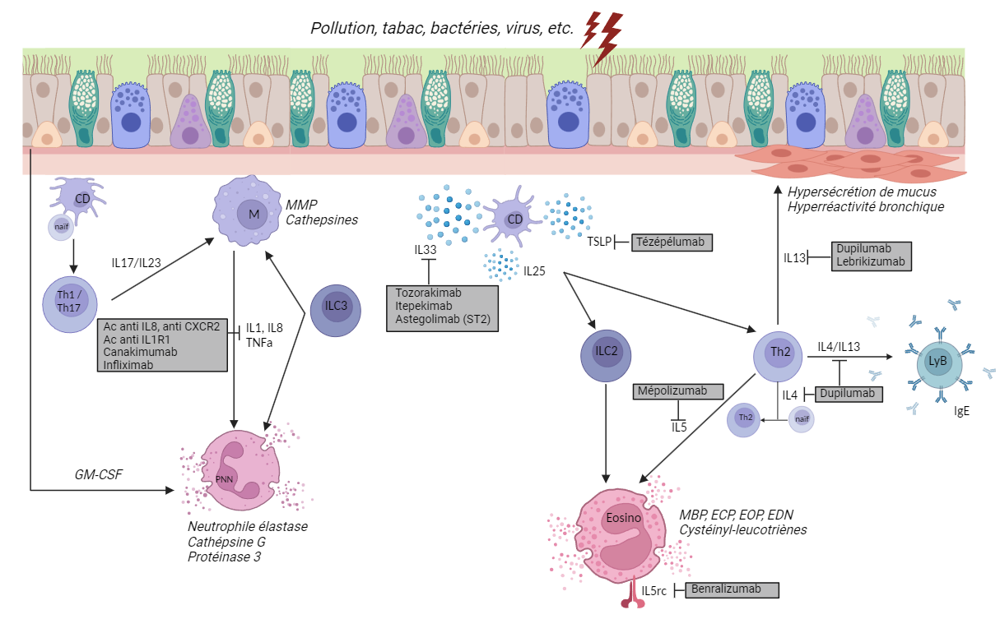 Pollution, tabac, bactéries, virus, etc.
CD
naïf
M
MMP
Cathepsines
Th1 /
Th17
IL17/IL23
ILC3
Ac anti IL8, anti CXCR2
Ac anti IL1R1
Canakimumab
Infliximab
IL1, IL8
TNFa
GM-CSF
PNN
Neutrophile élastase
Cathépsine G
Protéinase 3
CD
IL33
Tozorakimab
Itepekimab
Astegolimab (ST2)
IL25
TSLP
Tézépélumab
Hypersécrétion de mucus
Hyperréactivité bronchique
IL13
Dupilumab
Lebrikizumab
ILC2
Th2
IL4/IL13
LyB
IgE
IL4
Dupilumab
Th2
naïf
Mépolizumab
IL5
Eosino
MBP, ECP, EOP, EDN
Cystéinyl-leucotriènes
IL5rc
Benralizumab